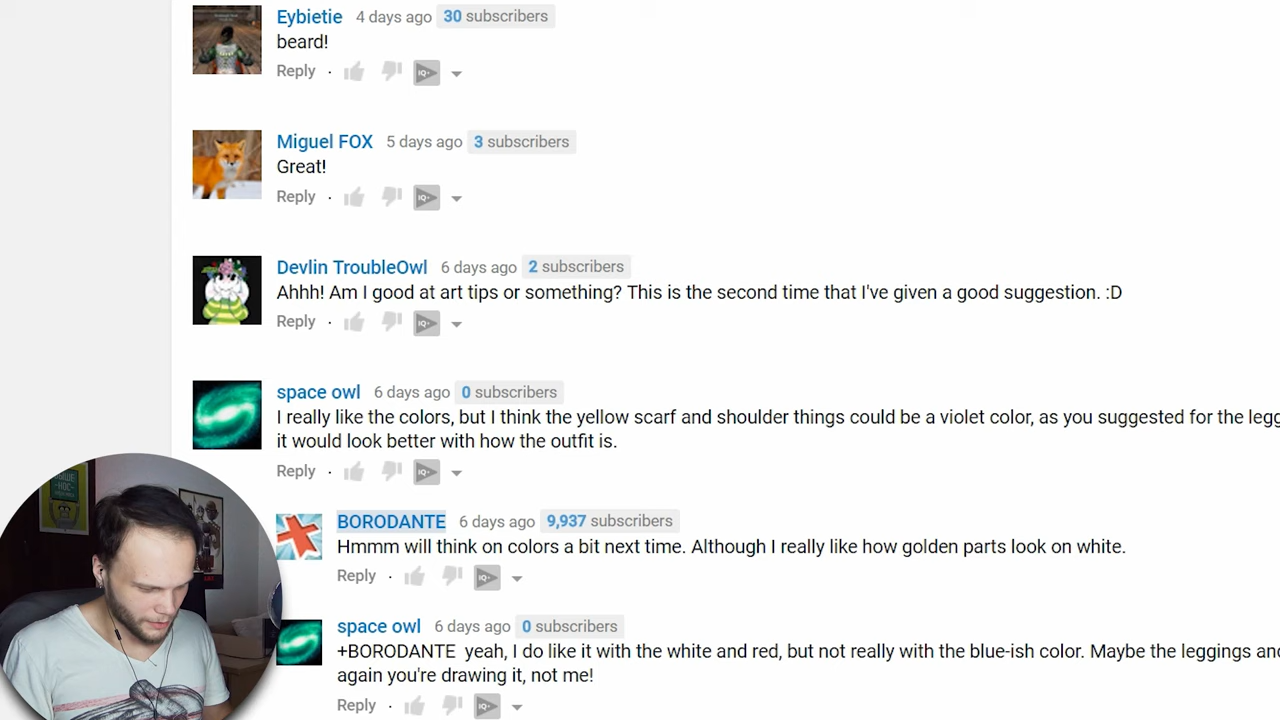 Eybietie 4 days ago 30 subscribers
beard!
Reply
Miguel FOX 5 days ago 3 subscribers
Great!
Reply
Devlin TroubleOwl 6 days ago 2 subscribers
Ahhh! Am I good at art tips or something? This is the second time that I've given a good suggestion. :D
Reply
space owl 6 days ago 0 subscribers
I really like the colors, but I think the yellow scarf and shoulder things could be a violet color, as you suggested for the legg
it would look better with how the outfit is.
Reply
BORODANTE 6 days ago 9,937 subscribers
Hmmm will think on colors a bit next time. Although I really like how golden parts look on white.
Reply
space owl 6 days ago 0 subscribers
+BORODANTE yeah, I do like it with the white and red, but not really with the blue-ish color. Maybe the leggings and
again you're drawing it, not me!
Reply